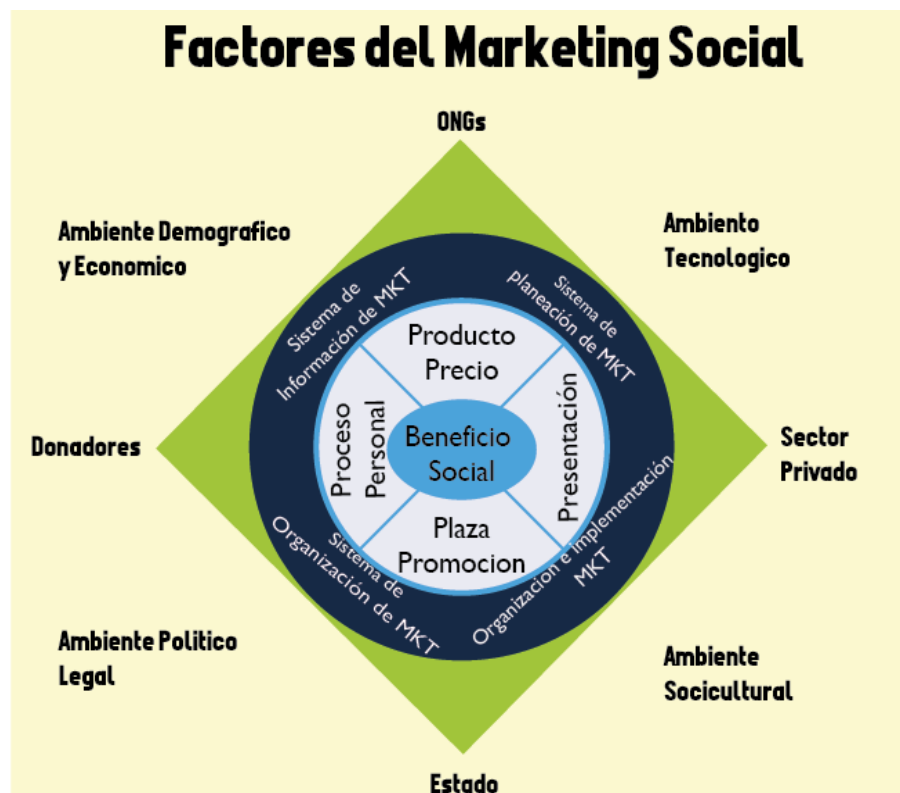 Factores del Marketing Social
ONGs
Ambiente Demografico
y Economico
Ambiento
Tecnologico
Sistema de
Información de MKT
Sistema de
planeación de MKT
Producto
Precio
Proceso
Personal
Beneficio
Social
Presentación
Plaza
Promocion
Donadores
Sector
Privado
Sistema de
Organización de MKT
Organización e implementación
MKT
Ambiente Politico
Legal
Ambiente
Socicultural
Estado